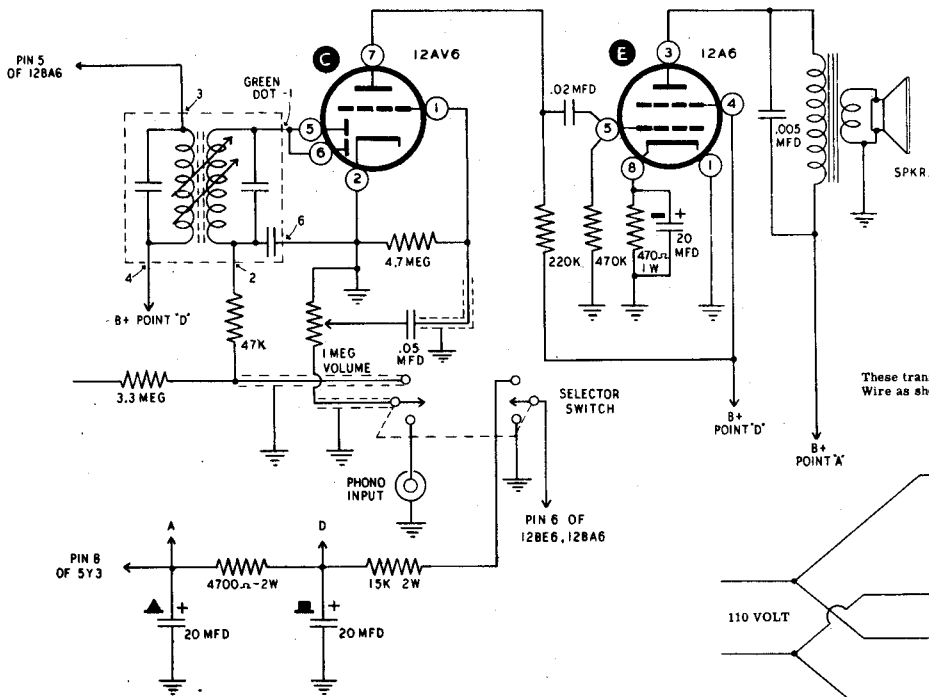 C
12AV6
7
PIN 5
OF 12BA6
GREEN
DOT -1
3
5
6
1
2
6
4
2
4.7 MEG
B+ POINT "D"
47K
1 MEG
VOLUME
.05
MFD
3.3 MEG
E
12A6
3
.02MFD
4
5
8
1
.005
MFD
SPKR.
220K
470K
470Ω
1W
+
20
MFD
SELECTOR
SWITCH
B+
POINT "D"
B+
POINT "A"
These tran
Wire as sh
PHONO
INPUT
PIN 6 OF
12BE6, 12BA6
A
D
PIN 8
OF 5Y3
4700Ω-2W
15K 2W
+
20 MFD
+
20 MFD
110 VOLT